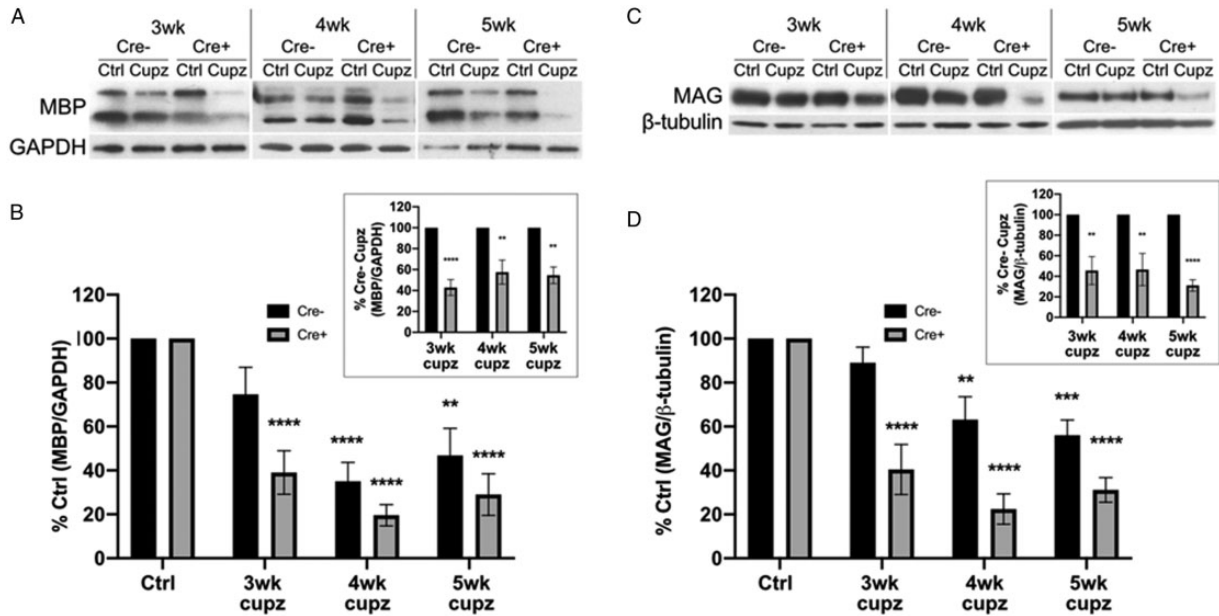 A
3wk 4wk 5wk
Cre- Cre+ Cre- Cre+ Cre- Cre+
Ctrl Cupz Ctrl Cupz Ctrl Cupz Ctrl Cupz Ctrl Cupz Ctrl Cupz
MBP
GAPDH
B
% Ctrl (MBP/GAPDH)
100
80
60
40
20
0
Cre-
Cre+
****
****
****
**
****
Ctrl 3wk cupz 4wk cupz 5wk cupz
% Cre- Cupz
(MBP/GAPDH)
120
100
80
60
40
20
0
****
**
**
3wk cupz 4wk cupz 5wk cupz
C
3wk 4wk 5wk
Cre- Cre+ Cre- Cre+ Cre- Cre+
Ctrl Cupz Ctrl Cupz Ctrl Cupz Ctrl Cupz Ctrl Cupz Ctrl Cupz
MAG
β-tubulin
D
% Ctrl (MAG/β-tubulin)
120
100
80
60
40
20
0
Cre-
Cre+
****
**
****
***
****
Ctrl 3wk cupz 4wk cupz 5wk cupz
% Cre- Cupz
(MAG/β-tubulin)
120
100
80
60
40
20
0
**
**
****
3wk cupz 4wk cupz 5wk cupz